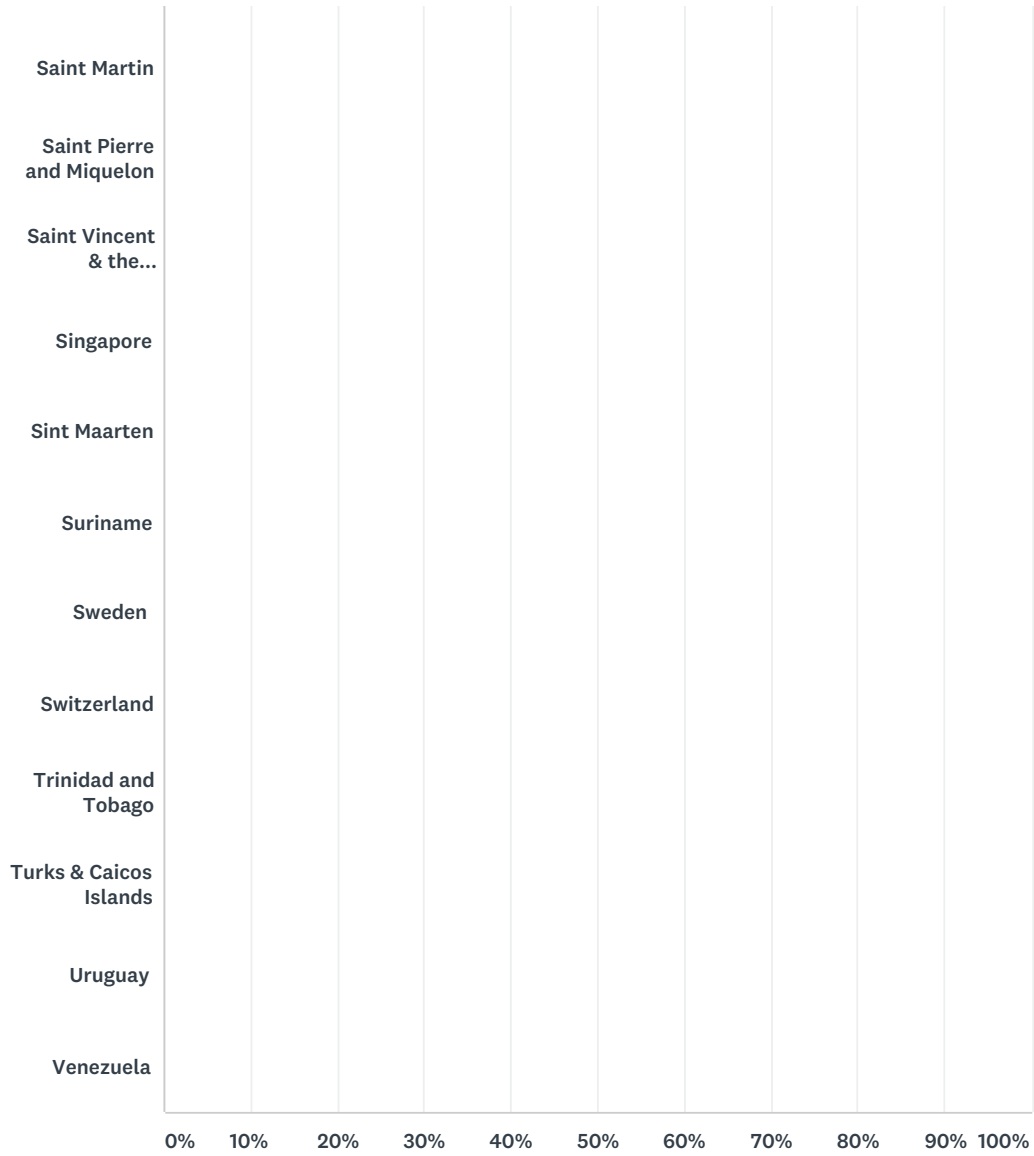 Saint Martin
Saint Pierre
and Miquelon
Saint Vincent
& the...
Singapore
Sint Maarten
Suriname
Sweden
Switzerland
Trinidad and
Tobago
Turks & Caicos
Islands
Uruguay
Venezuela
0% 10% 20% 30% 40% 50% 60% 70% 80% 90% 100%